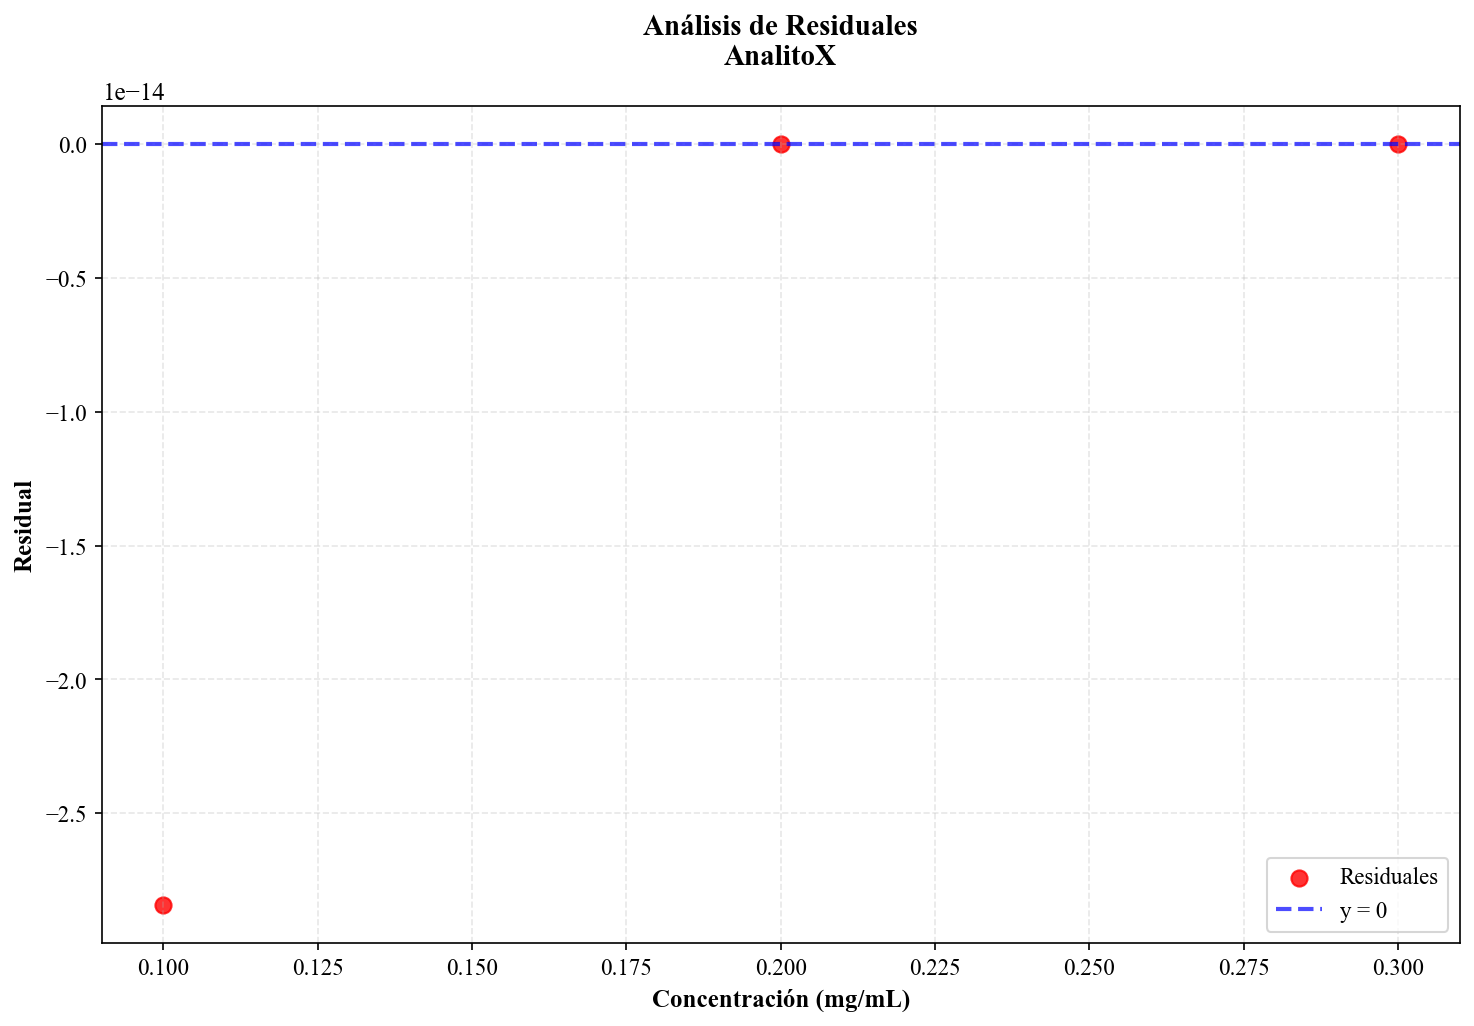 Análisis de Residuales
AnalitoX
1e−14
0.0
−0.5
−1.0
−1.5
−2.0
−2.5
Residual
0.100 0.125 0.150 0.175 0.200 0.225 0.250 0.275 0.300
Concentración (mg/mL)
Residuales
y = 0